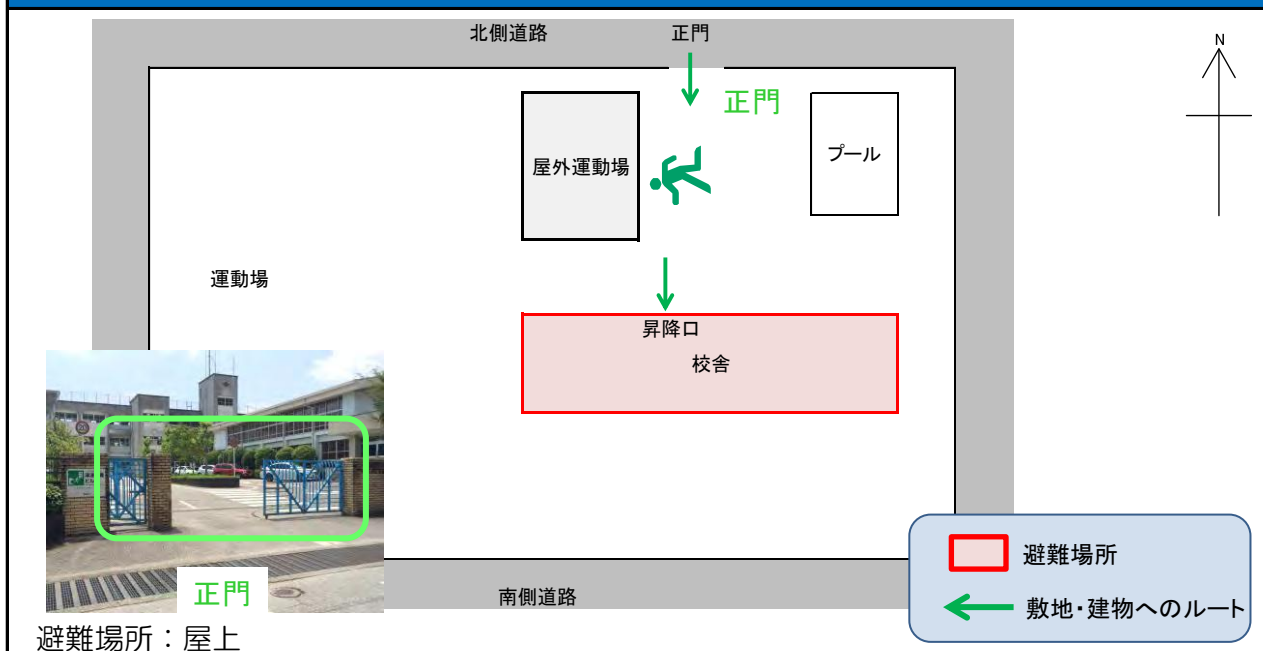 北側道路
正門
N
正門
屋外運動場
プール
運動場
昇降口
校舎
正門
南側道路
避難場所
敷地・建物へのルート
避難場所：屋上